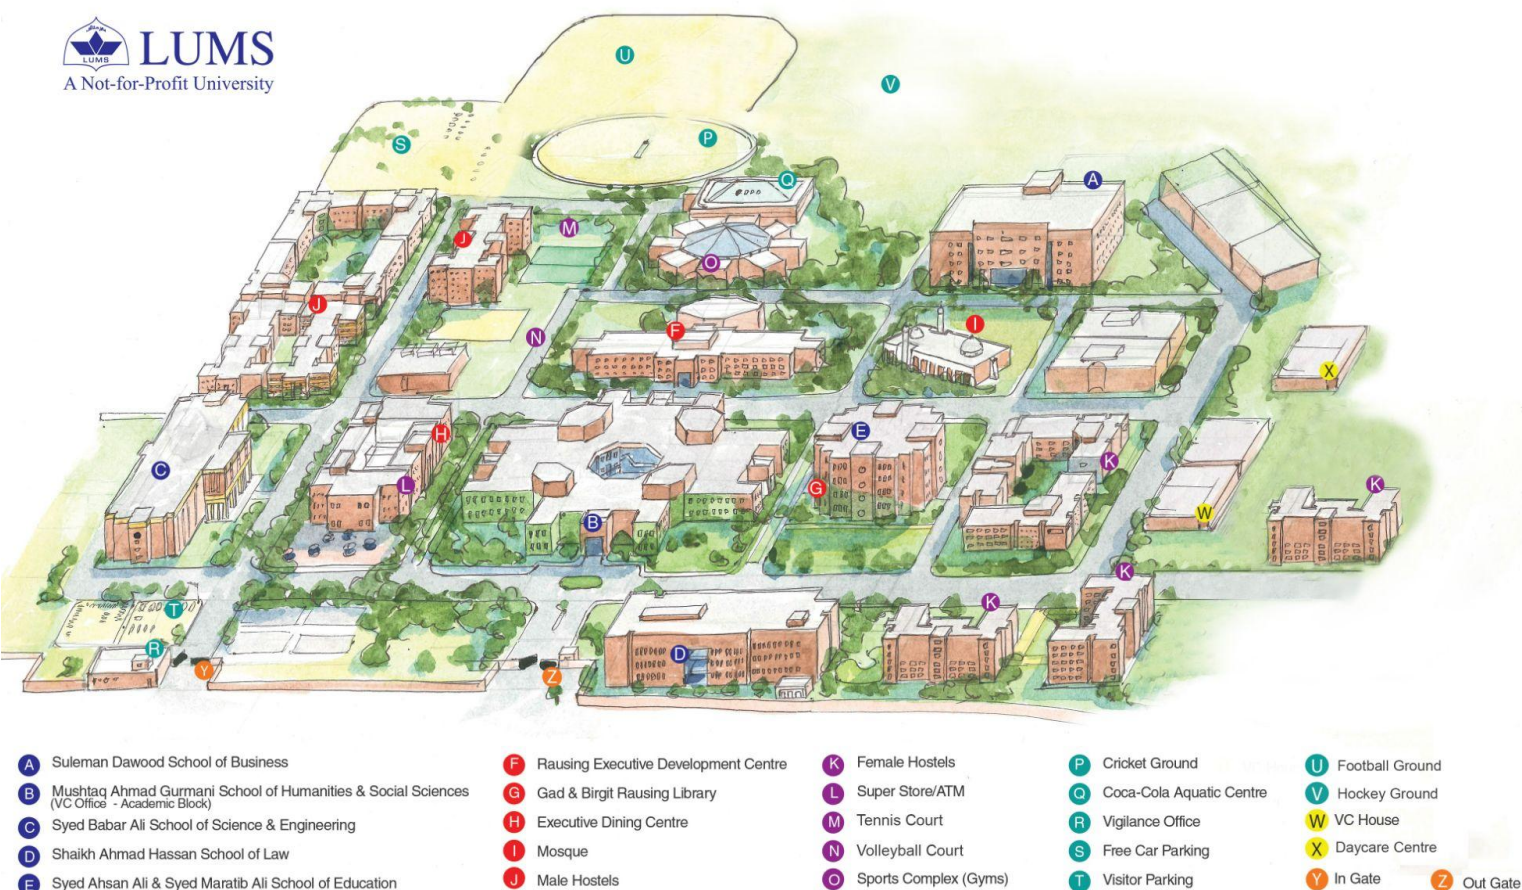 LUMS
LUMS
A Not-for-Profit University
U
V
P
S
Q
A
M
J
O
J
I
F
N
X
E
H
K
C
L
G
K
W
B
K
K
T
R
D
Y
Z
A Suleman Dawood School of Business
B Mushtaq Ahmad Gurmani School of Humanities & Social Sciences
(VC Office - Academic Block)
C Syed Babar Ali School of Science & Engineering
D Shaikh Ahmad Hassan School of Law
E Syed Ahsan Ali & Syed Maratib Ali School of Education
F Rausing Executive Development Centre
G Gad & Birgit Rausing Library
H Executive Dining Centre
I Mosque
J Male Hostels
K Female Hostels
L Super Store/ATM
M Tennis Court
N Volleyball Court
O Sports Complex (Gyms)
P Cricket Ground
Q Coca-Cola Aquatic Centre
R Vigilance Office
S Free Car Parking
T Visitor Parking
U Football Ground
V Hockey Ground
W VC House
X Daycare Centre
Y In Gate
Z Out Gate